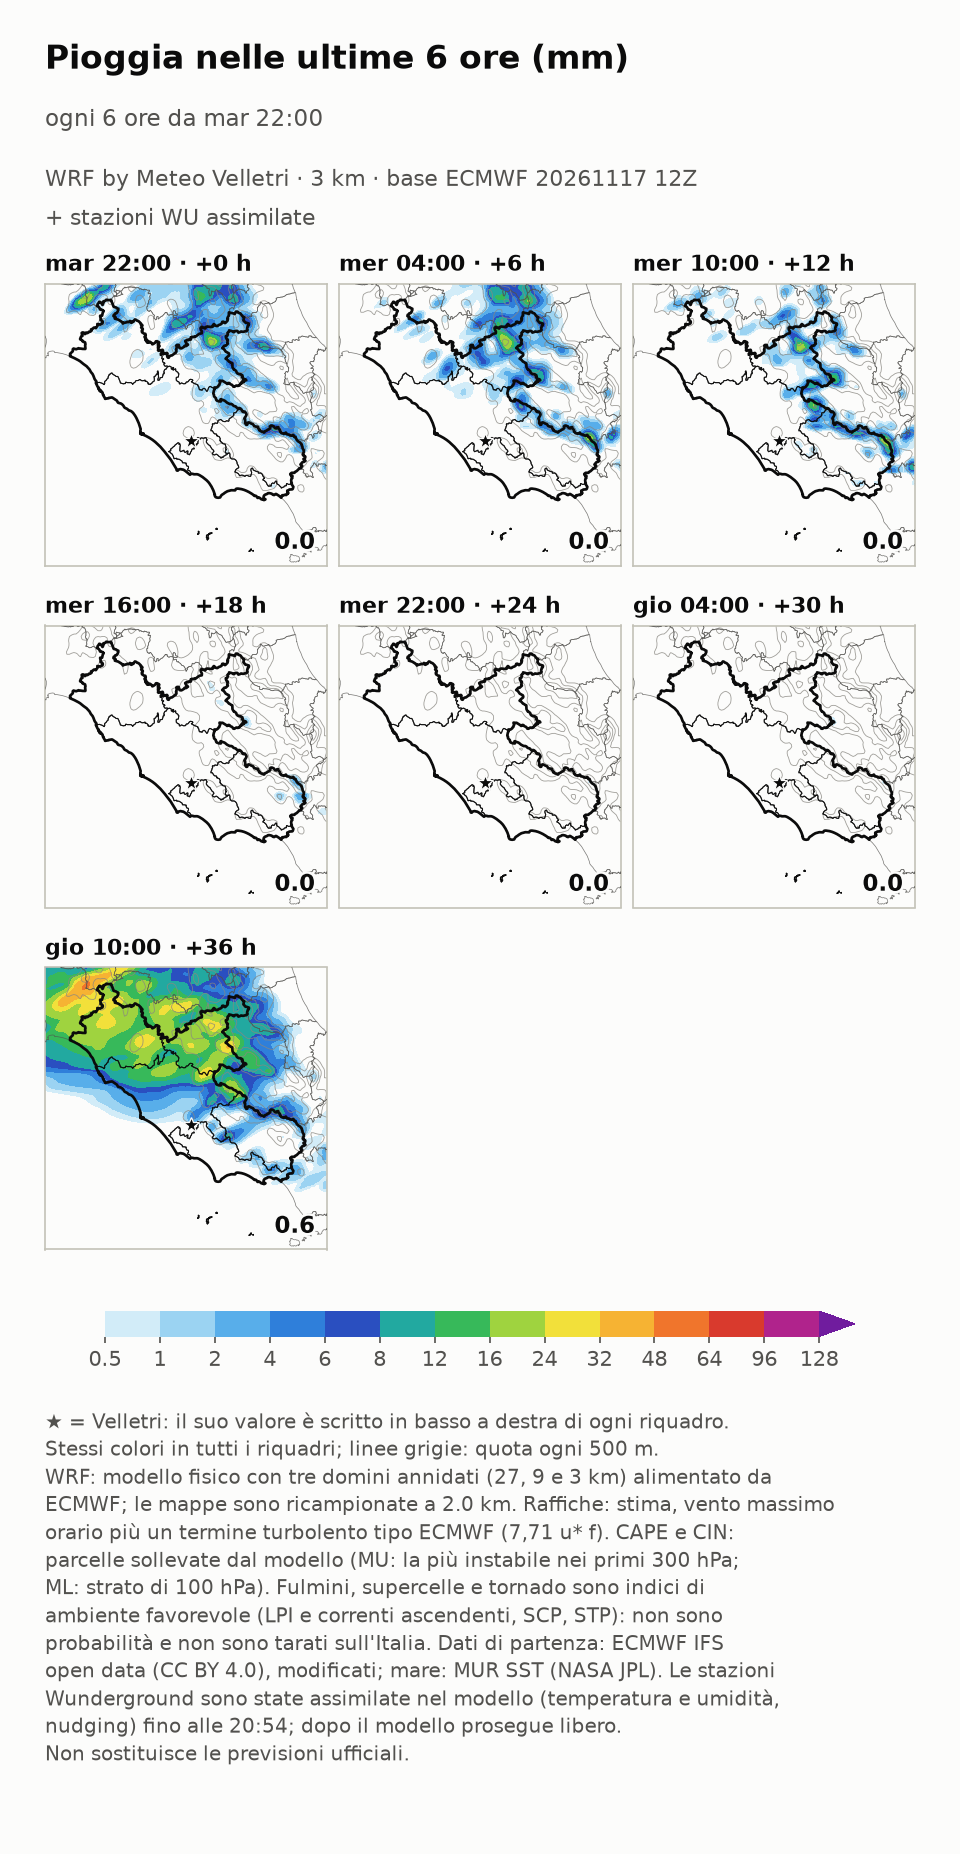 Pioggia nelle ultime 6 ore (mm)
ogni 6 ore da mar 22:00
WRF by Meteo Velletri · 3 km · base ECMWF 20261117 12Z
+ stazioni WU assimilate
mar 22:00 · +0 h
mer 04:00 · +6 h
mer 10:00 · +12 h
0.0
0.0
0.0
mer 16:00 · +18 h
mer 22:00 · +24 h
gio 04:00 · +30 h
0.0
0.0
0.0
gio 10:00 · +36 h
0.6
0.5 1 2 4 6 8 12 16 24 32 48 64 96 128
★ = Velletri: il suo valore è scritto in basso a destra di ogni riquadro.
Stessi colori in tutti i riquadri; linee grigie: quota ogni 500 m.
WRF: modello fisico con tre domini annidati (27, 9 e 3 km) alimentato da
ECMWF; le mappe sono ricampionate a 2.0 km. Raffiche: stima, vento massimo
orario più un termine turbolento tipo ECMWF (7,71 u* f). CAPE e CIN:
parcelle sollevate dal modello (MU: la più instabile nei primi 300 hPa;
ML: strato di 100 hPa). Fulmini, supercelle e tornado sono indici di
ambiente favorevole (LPI e correnti ascendenti, SCP, STP): non sono
probabilità e non sono tarati sull'Italia. Dati di partenza: ECMWF IFS
open data (CC BY 4.0), modificati; mare: MUR SST (NASA JPL). Le stazioni
Wunderground sono state assimilate nel modello (temperatura e umidità,
nudging) fino alle 20:54; dopo il modello prosegue libero.
Non sostituisce le previsioni ufficiali.